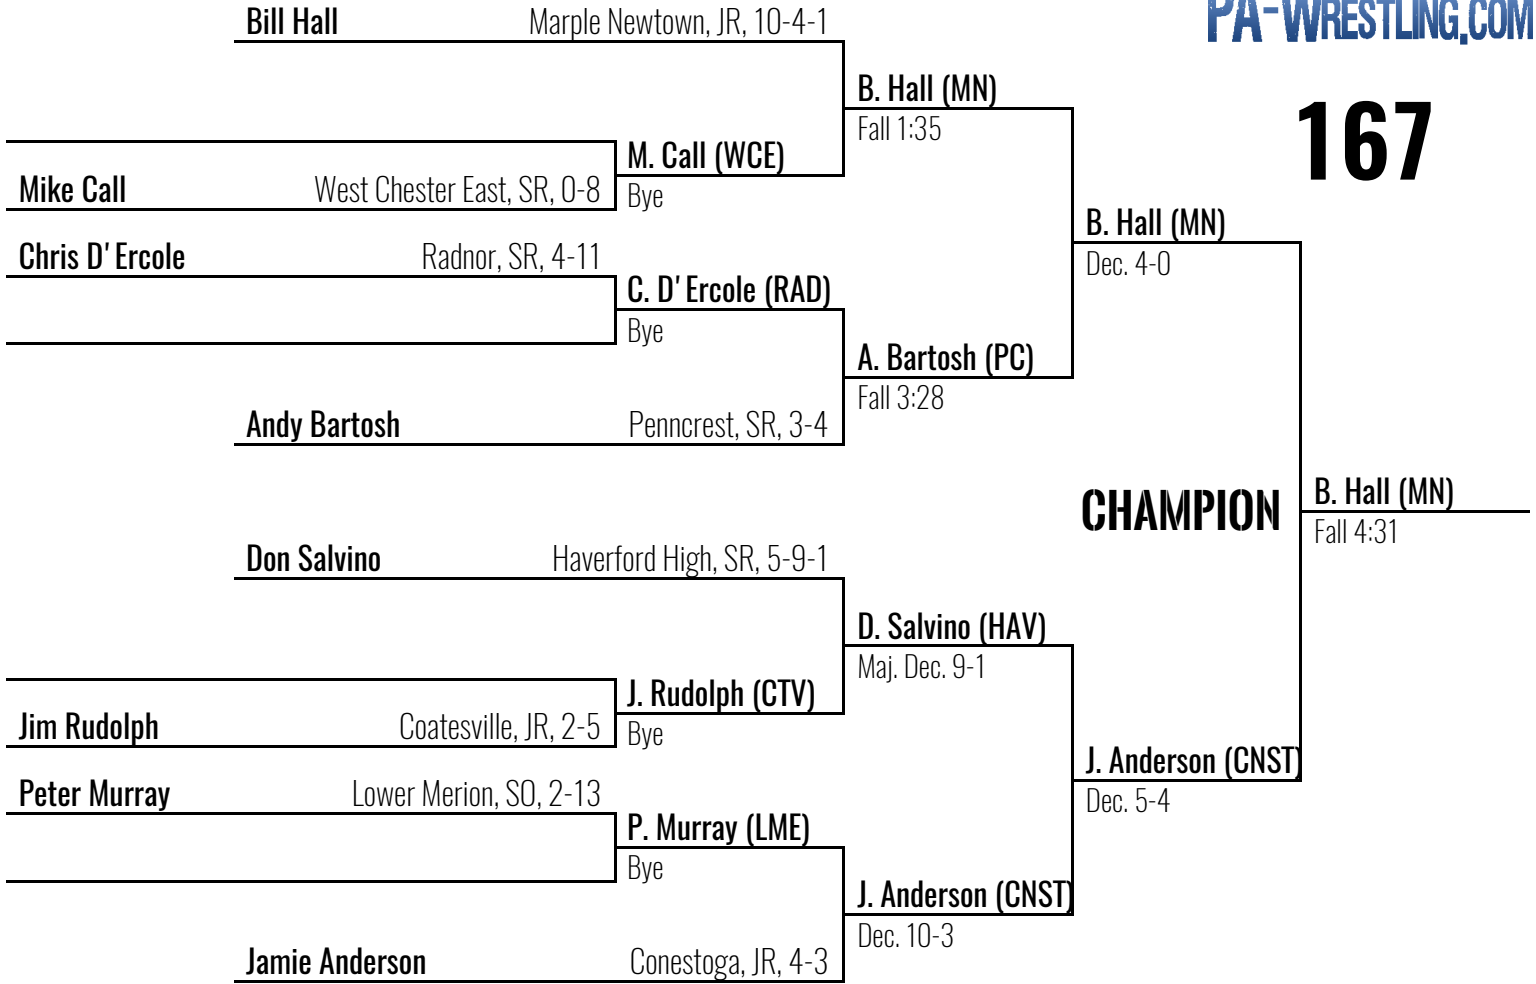 PA-WRESTLING.COM
Bill Hall Marple Newtown, JR, 10-4-1
B. Hall (MN)
167
Fall 1:35
M. Call (WCE)
Mike Call West Chester East, SR, 0-8
Bye
B. Hall (MN)
Chris D'Ercole Radnor, SR, 4-11
Dec. 4-0
C. D'Ercole (RAD)
Bye
A. Bartosh (PC)
Fall 3:28
Andy Bartosh Penncrest, SR, 3-4
B. Hall (MN)
CHAMPION
Fall 4:31
Don Salvino Haverford High, SR, 5-9-1
D. Salvino (HAV)
Maj. Dec. 9-1
J. Rudolph (CTV)
Jim Rudolph Coatesville, JR, 2-5
Bye
J. Anderson (CNST)
Peter Murray Lower Merion, SO, 2-13
Dec. 5-4
P. Murray (LME)
Bye
J. Anderson (CNST)
Dec. 10-3
Jamie Anderson Conestoga, JR, 4-3